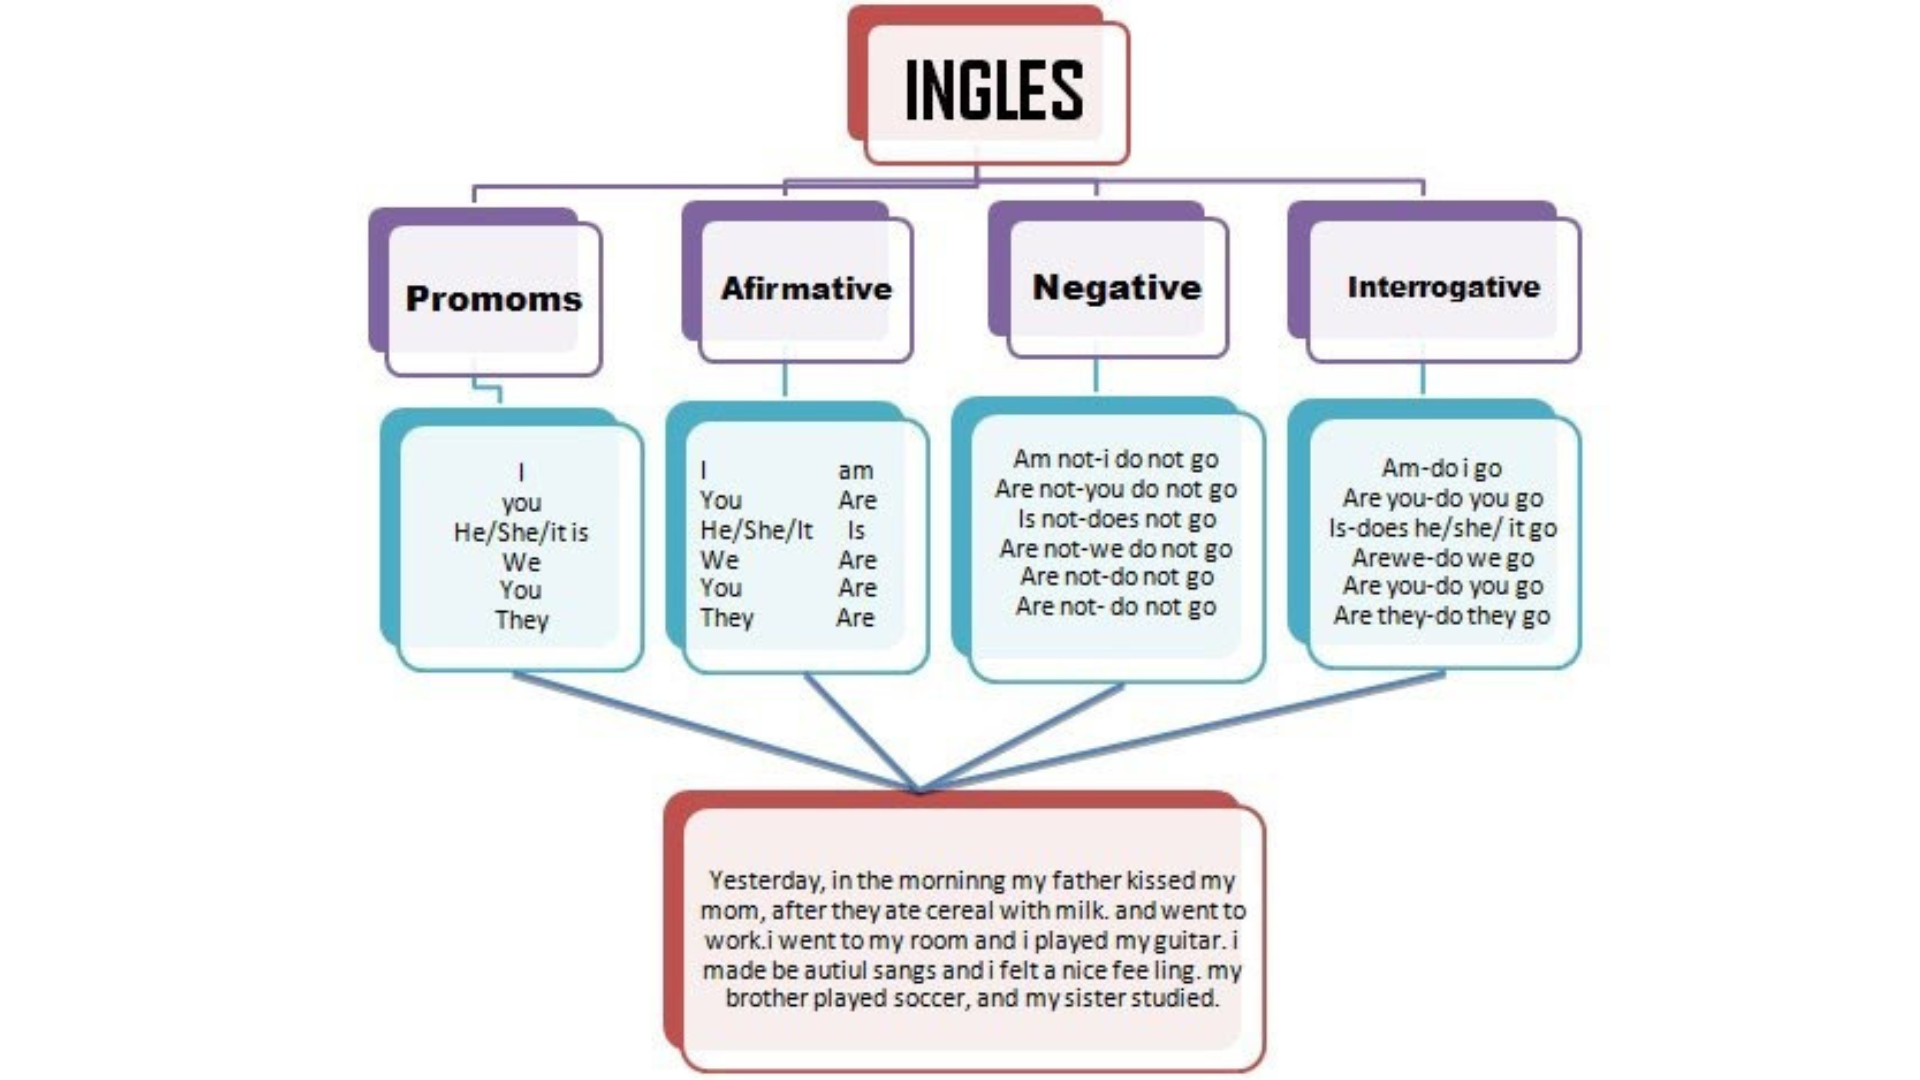 INGLES
Promoms
Afirmative
Negative
Interrogative
I
you
He/She/it is
We
You
They
I am
You Are
He/She/It Is
We Are
You Are
They Are
Am not-i do not go
Are not-you do not go
Is not-does not go
Are not-we do not go
Are not-do not go
Are not- do not go
Am-do i go
Are you-do you go
Is-does he/she/ it go
Arewe-do we go
Are you-do you go
Are they-do they go
Yesterday, in the morninng my father kissed my
mom, after they ate cereal with milk. and went to
work.i went to my room and i played my guitar. i
made be autiul sangs and i felt a nice fee ling. my
brother played soccer, and my sister studied.